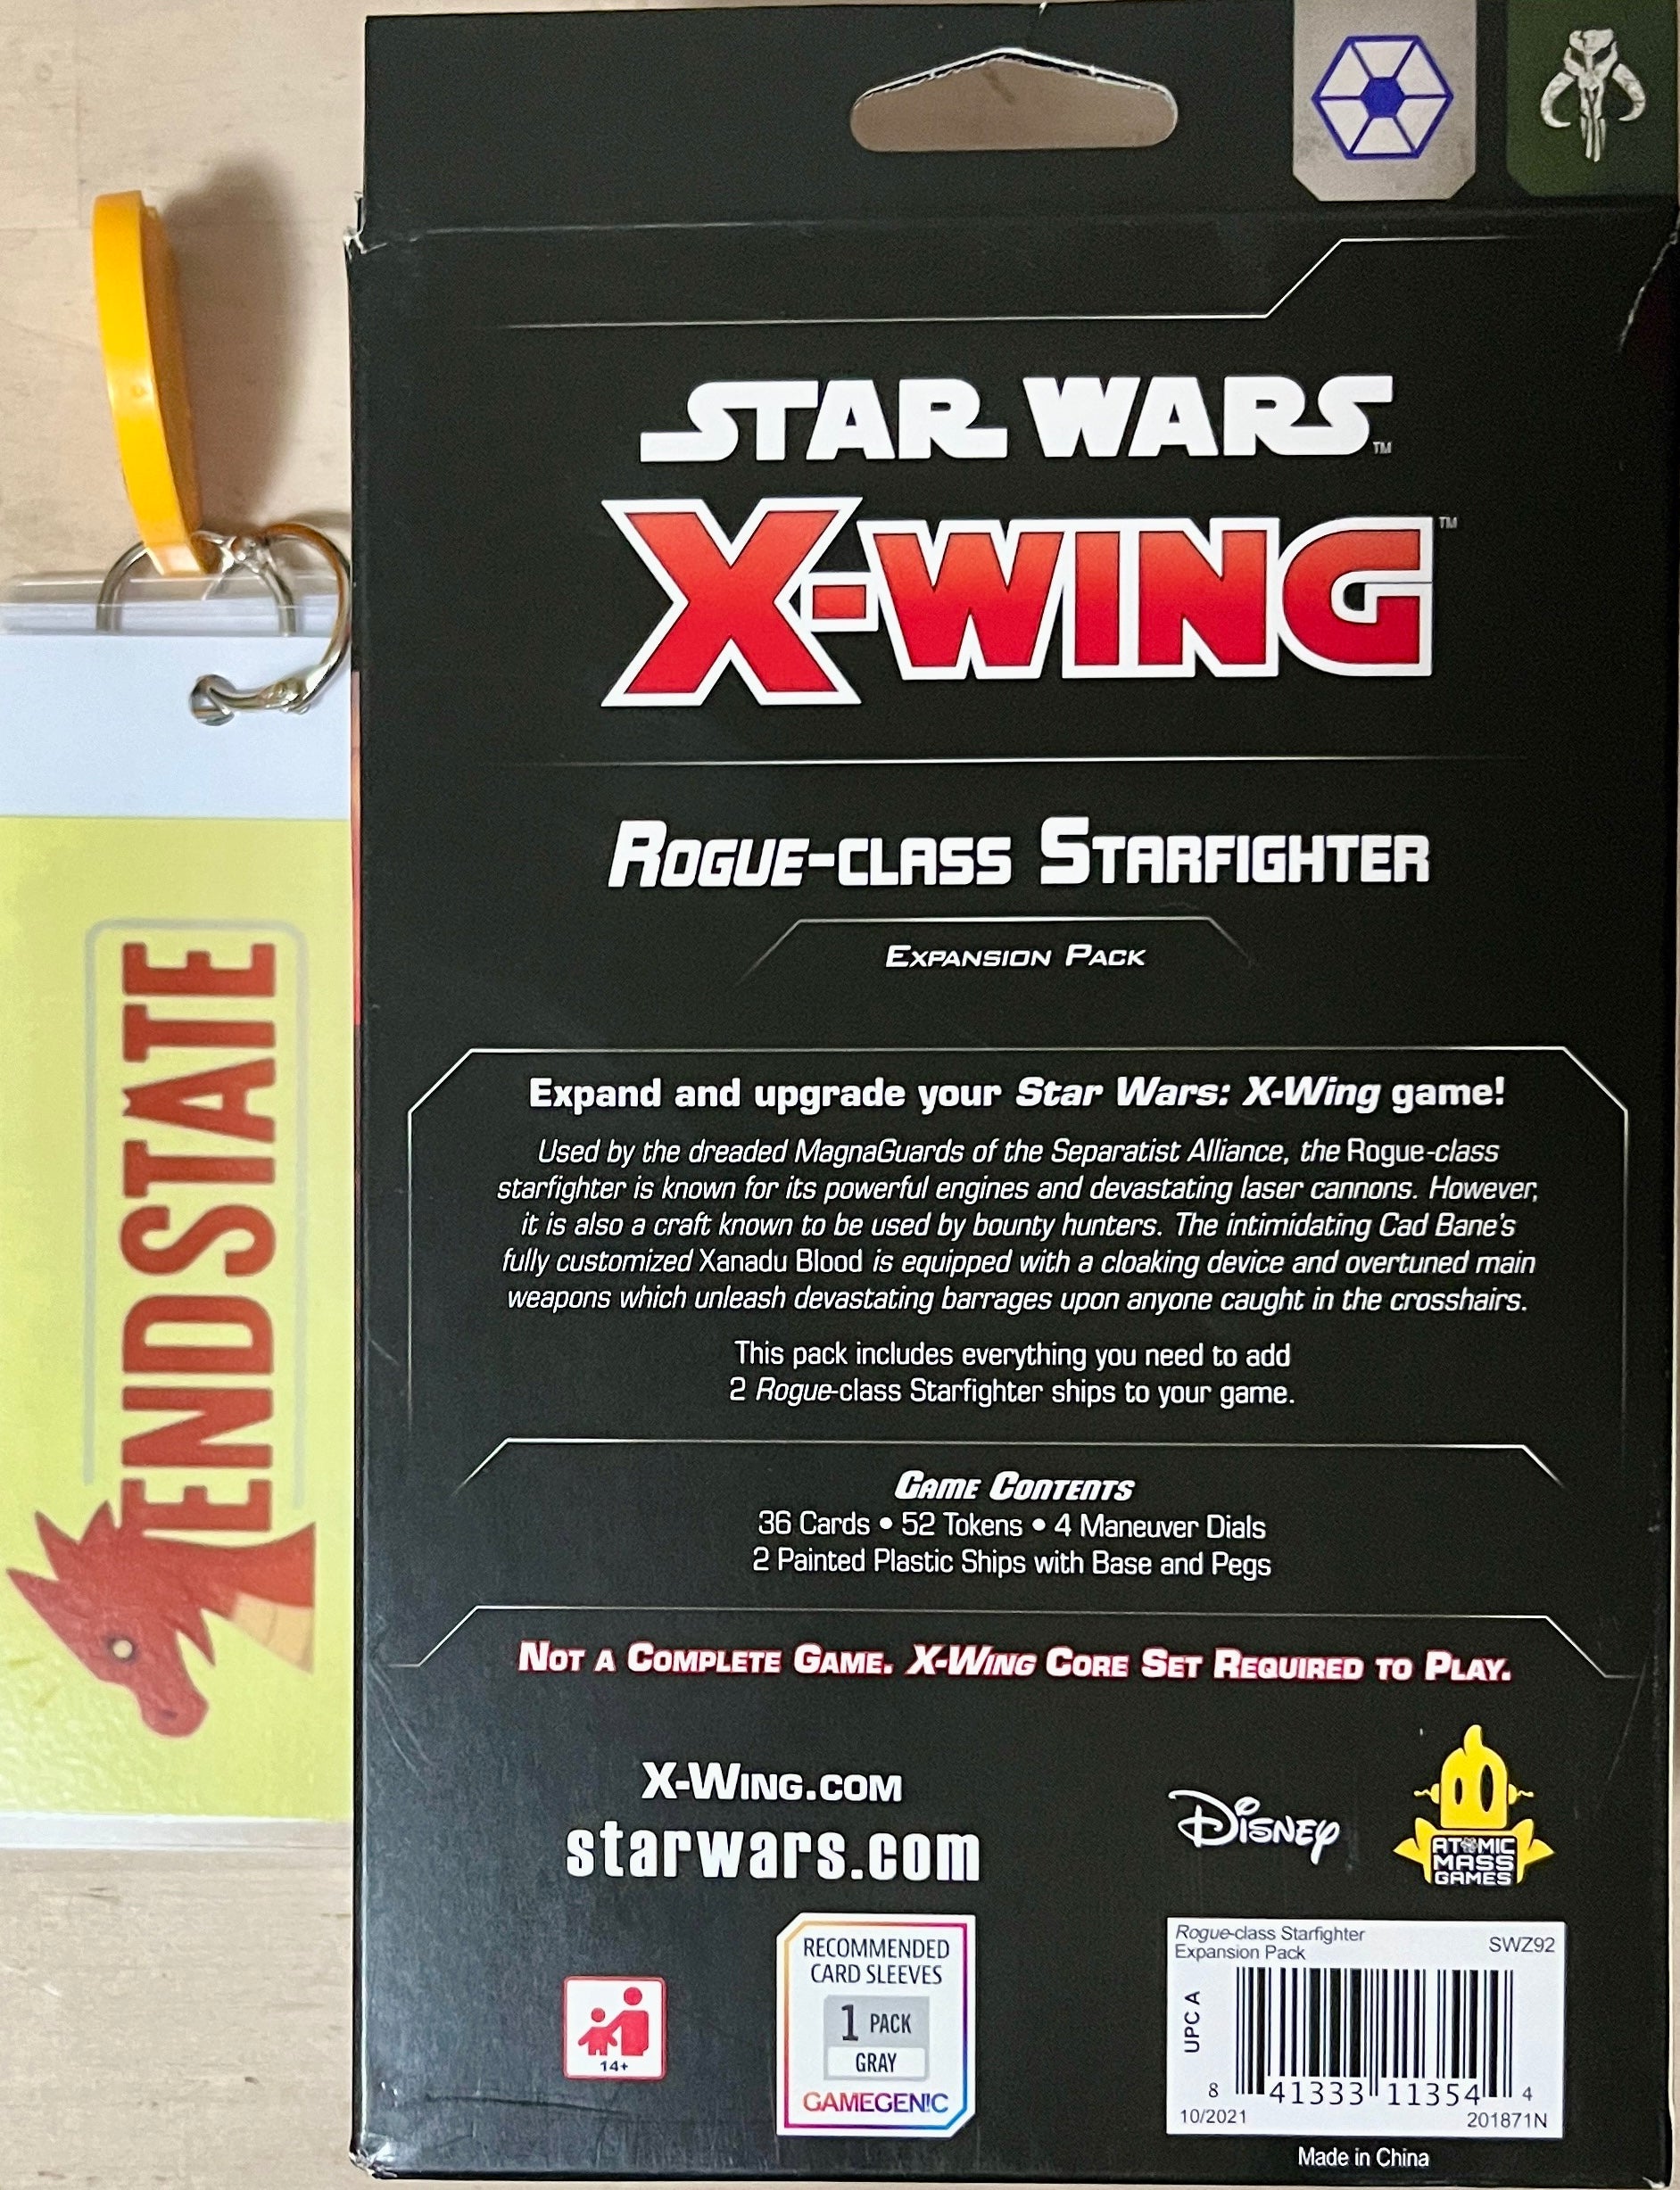 STAR WARS™
X-WING™
ROGUE-CLASS STARFIGHTER
EXPANSION PACK
Expand and upgrade your Star Wars: X-Wing game!
Used by the dreaded MagnaGuards of the Separatist Alliance, the Rogue-class
starfighter is known for its powerful engines and devastating laser cannons. However,
it is also a craft known to be used by bounty hunters. The intimidating Cad Bane's
fully customized Xanadu Blood is equipped with a cloaking device and overtuned main
weapons which unleash devastating barrages upon anyone caught in the crosshairs.
This pack includes everything you need to add
2 Rogue-class Starfighter ships to your game.
GAME CONTENTS
36 Cards • 52 Tokens • 4 Maneuver Dials
2 Painted Plastic Ships with Base and Pegs
NOT A COMPLETE GAME. X-WING CORE SET REQUIRED TO PLAY.
X-WING.COM
starwars.com
Disney
ATOMIC
MASS
GAMES
14+
RECOMMENDED
CARD SLEEVES
1 PACK
GRAY
GAMEGENIC
Rogue-class Starfighter
Expansion Pack
SWZ92
UPC A
8 41333 11354 4
10/2021
201871N
Made in China
END STATE